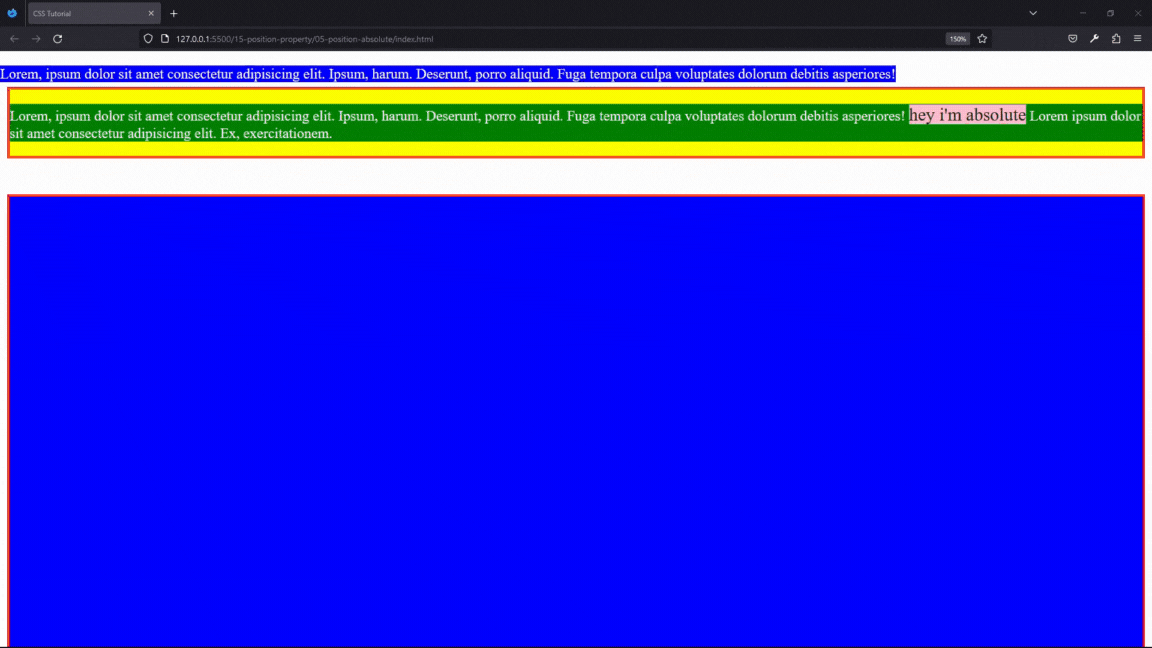 CSS Tutorial
127.0.0.1:5500/15-position-property/05-position-absolute/index.html
150%
Lorem, ipsum dolor sit amet consectetur adipisicing elit. Ipsum, harum. Deserunt, porro aliquid. Fuga tempora culpa voluptates dolorum debitis asperiores!
Lorem, ipsum dolor sit amet consectetur adipisicing elit. Ipsum, harum. Deserunt, porro aliquid. Fuga tempora culpa voluptates dolorum debitis asperiores! hey i'm absolute Lorem ipsum dolor
sit amet consectetur adipisicing elit. Ex, exercitationem.